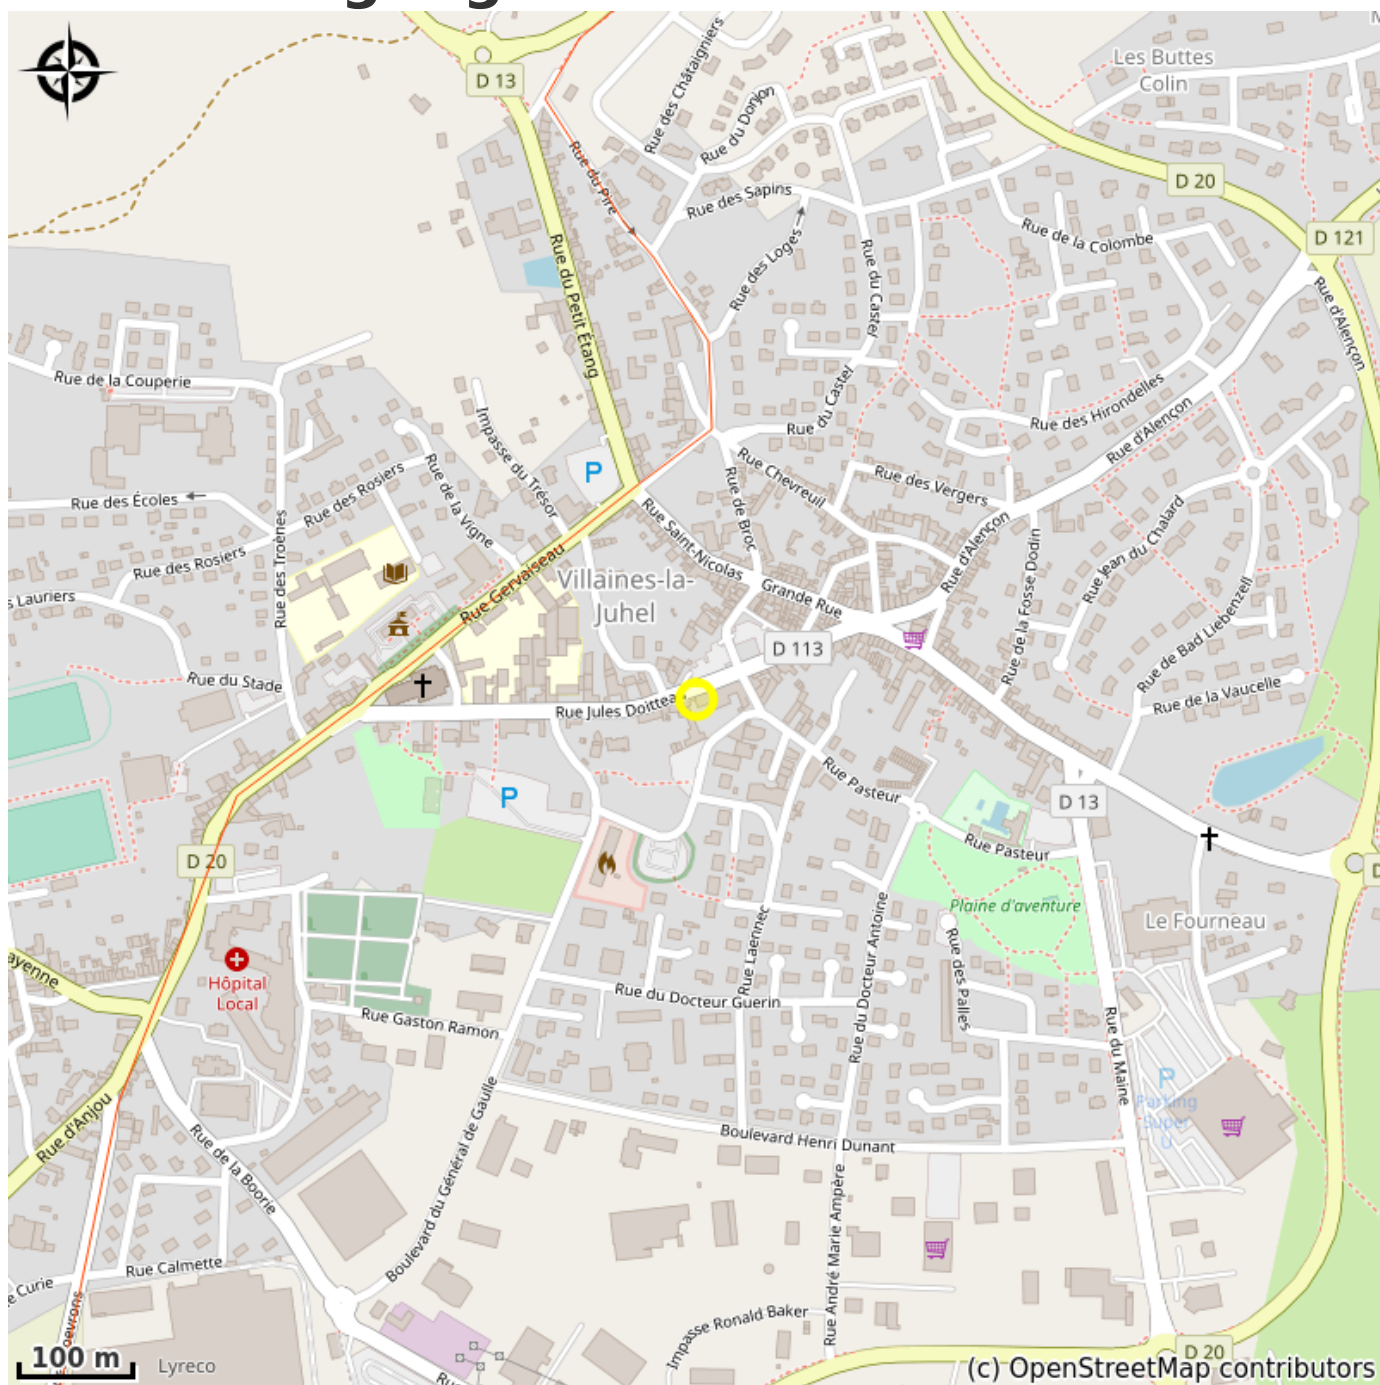 D 13
Les Buttes
Colin
Rue des Châtaigniers
Rue du Donjon
Rue du Pire
D 20
Rue des Sapins
Rue de la Colombe
D 121
Rue du Petit Étang
Rue des Loges
Rue du Castel
Rue d'Alençon
Rue de la Couperie
Rue du Castel
Rue des Hirondelles
Rue d'Alençon
Impasse du Trésor
Rue des Rosiers
Rue de la Vigne
P
Rue Chevreuil
Rue des Vergers
Rue de Broc
Rue des Écoles
Rue Saint-Nicolas
Rue d'Alençon
Rue Jean du Chalard
Rue des Rosiers
Rue des Troènes
Rue Gervaiseau
Villaines-la-
Juhel
Grande Rue
Rue de la Fosse Dodin
s Lauriers
Rue de Bad Liebenzell
D 113
Rue du Stade
Rue Jules Doittea
Rue de la Vaucelle
Rue Pasteur
P
D 13
D 20
Rue Pasteur
Plaine d'aventure
Le Fourneau
Rue Laennec
Rue du Docteur Antoine
Rue des Palles
ayenne
Hôpital
Local
Rue du Docteur Guerin
Rue Gaston Ramon
Rue du Maine
P
Parking
Super
U
Rue d'Anjou
Rue de la Boorie
Boulevard du Général de Gaulle
Boulevard Henri Dunant
Rue André Marie Ampère
Rue Calmette
e Curie
Impasse Ronald Baker
oevrons
Lyreco
D 20
100 m
(c) OpenStreetMap contributors